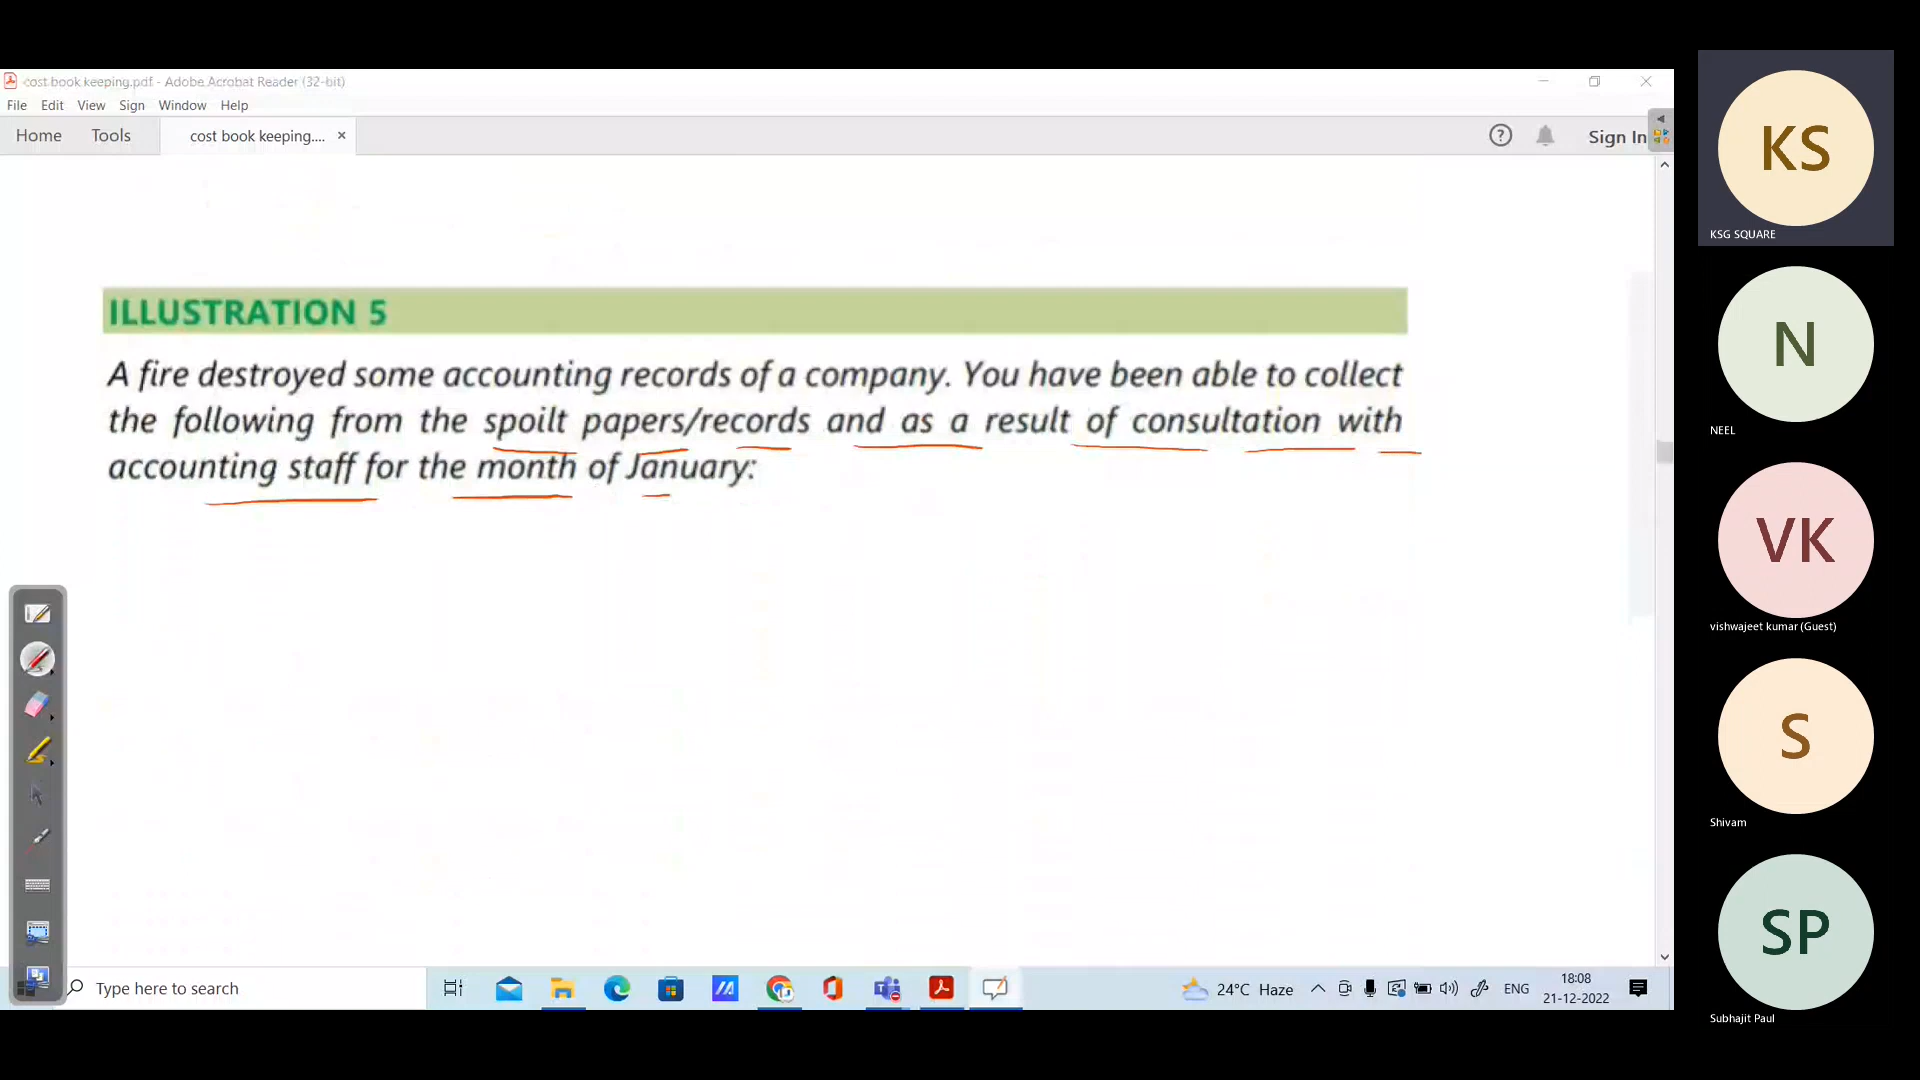 cost book keeping.pdf - Adobe Acrobat Reader (32-bit)
File Edit View Sign Window Help
Home Tools cost book keeping.... × Sign In
ILLUSTRATION 5
A fire destroyed some accounting records of a company. You have been able to collect
the following from the spoilt papers/records and as a result of consultation with
accounting staff for the month of January:
Type here to search
24°C Haze
ENG
18:08
21-12-2022
KS
KSG SQUARE
N
NEEL
VK
vishwajeet kumar (Guest)
S
Shivam
SP
Subhajit Paul